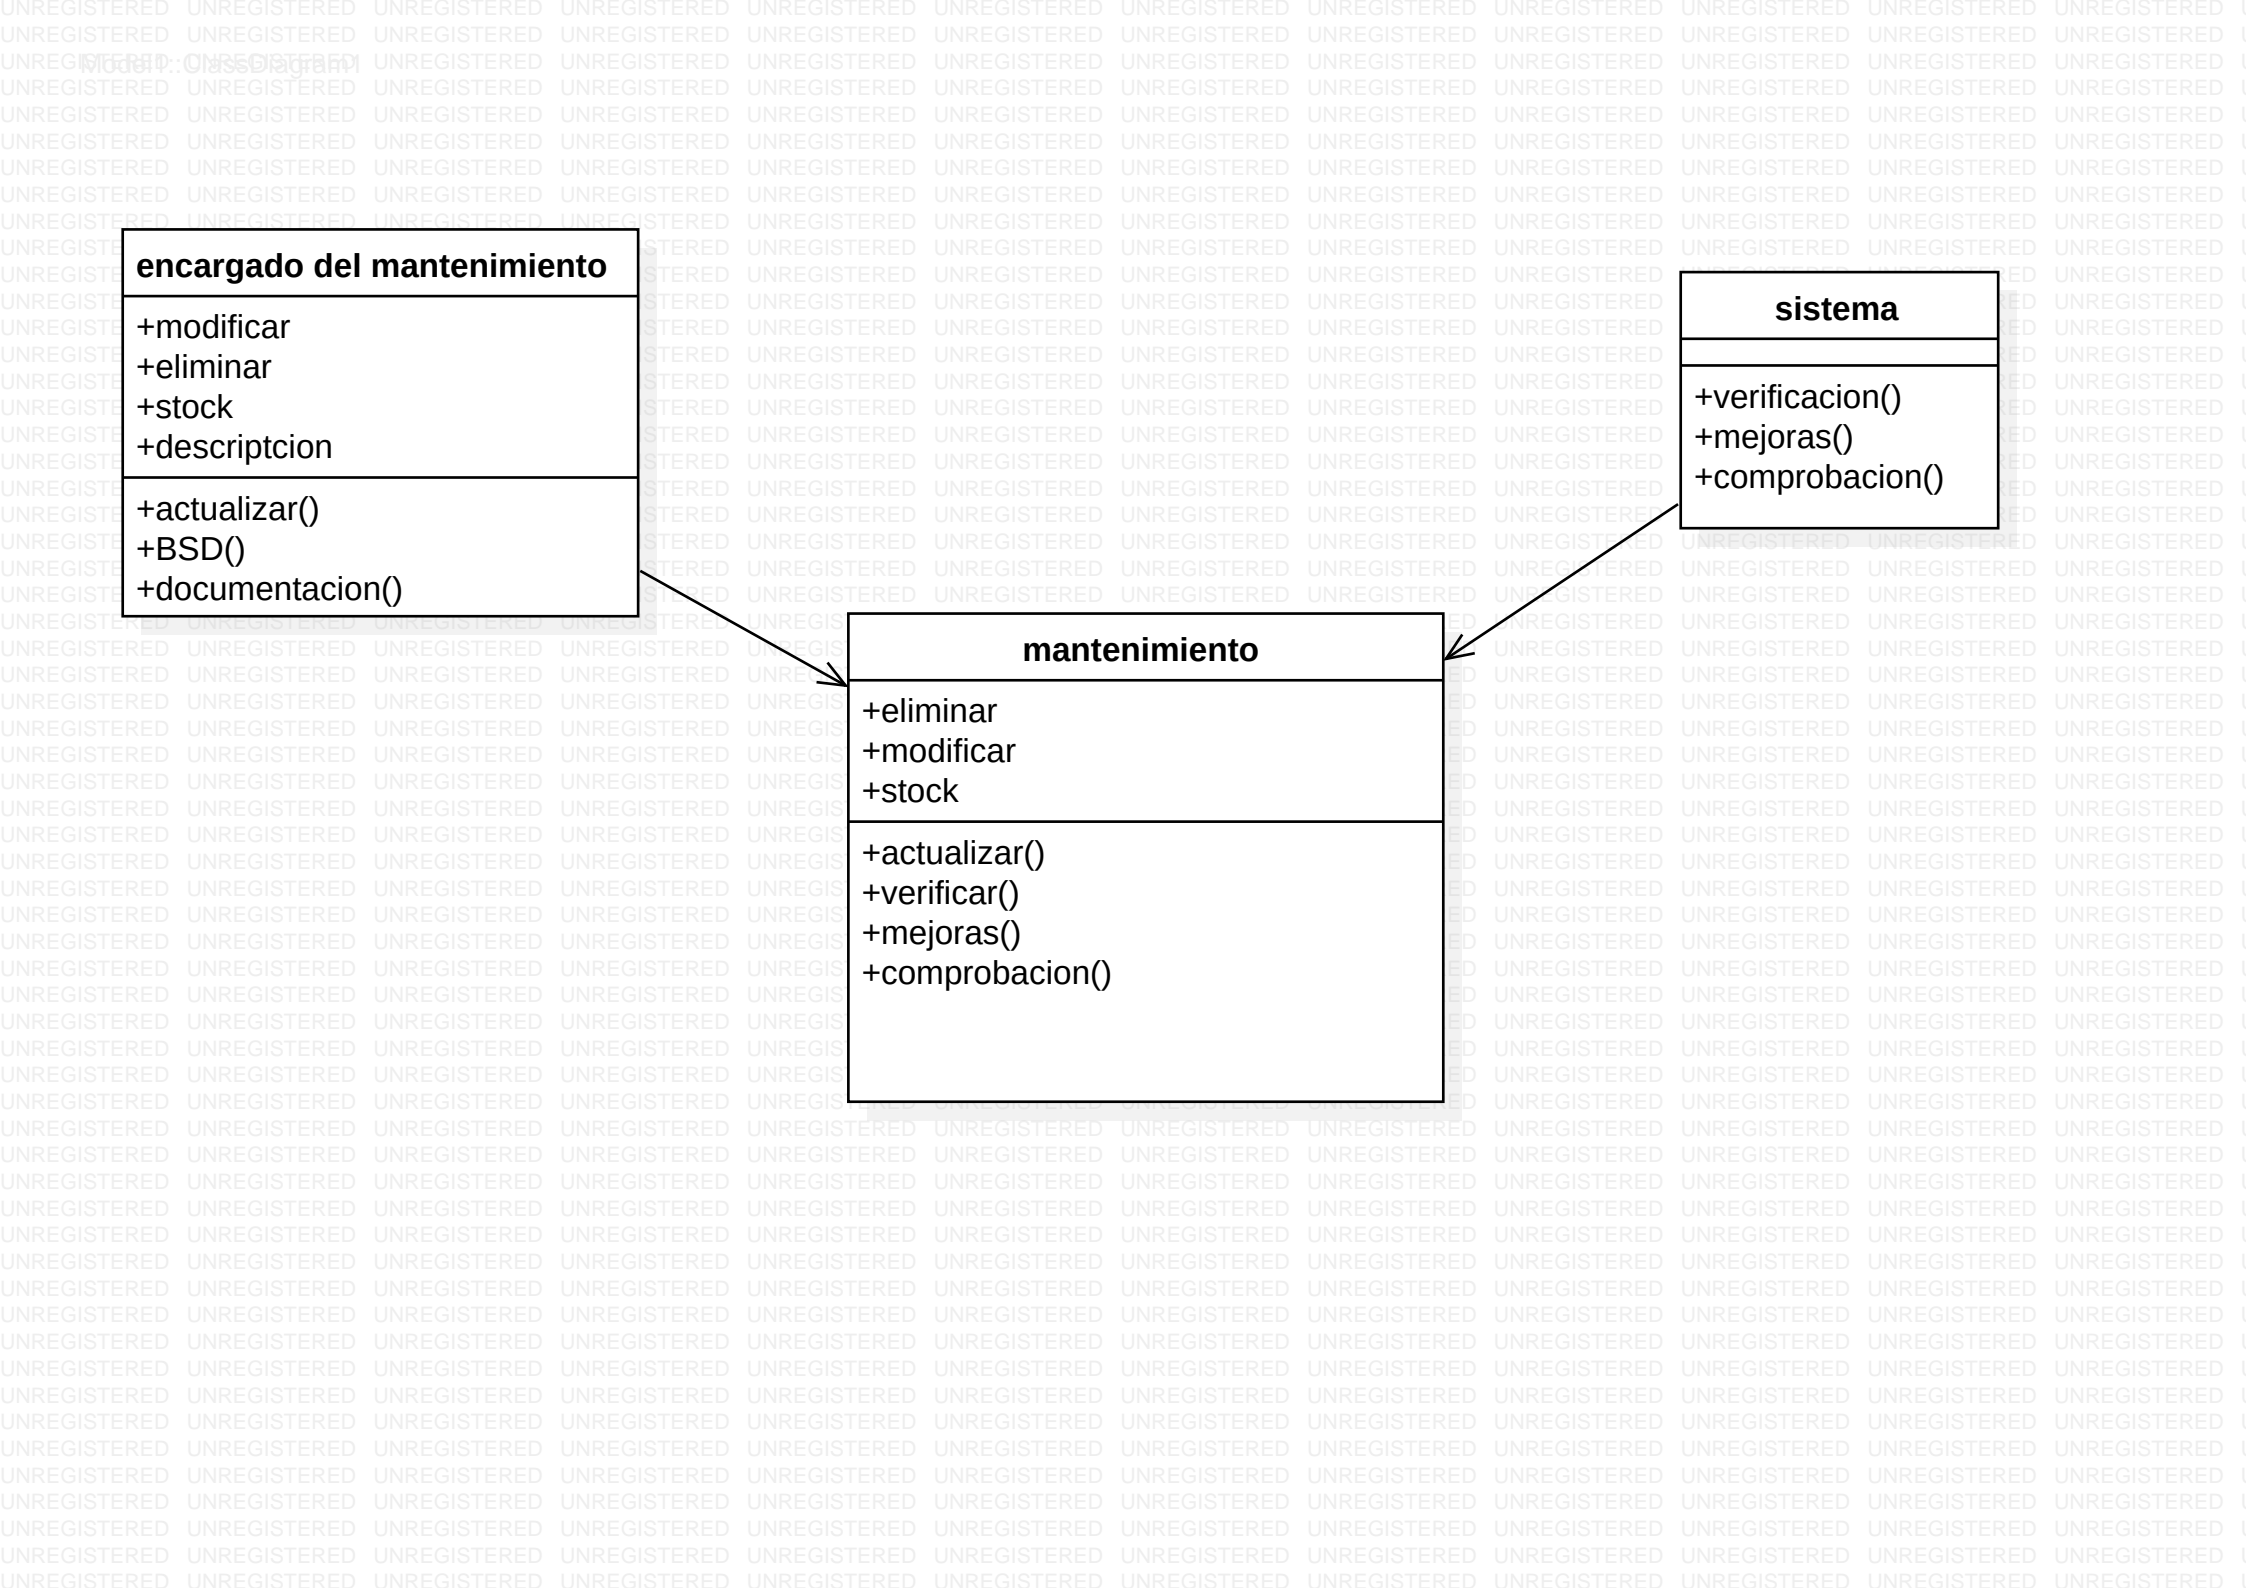 Model1::ClassDiagram1
encargado del mantenimiento
+modificar
+eliminar
+stock
+descriptcion
+actualizar()
+BSD()
+documentacion()
sistema
+verificacion()
+mejoras()
+comprobacion()
mantenimiento
+eliminar
+modificar
+stock
+actualizar()
+verificar()
+mejoras()
+comprobacion()
UNREGISTERED